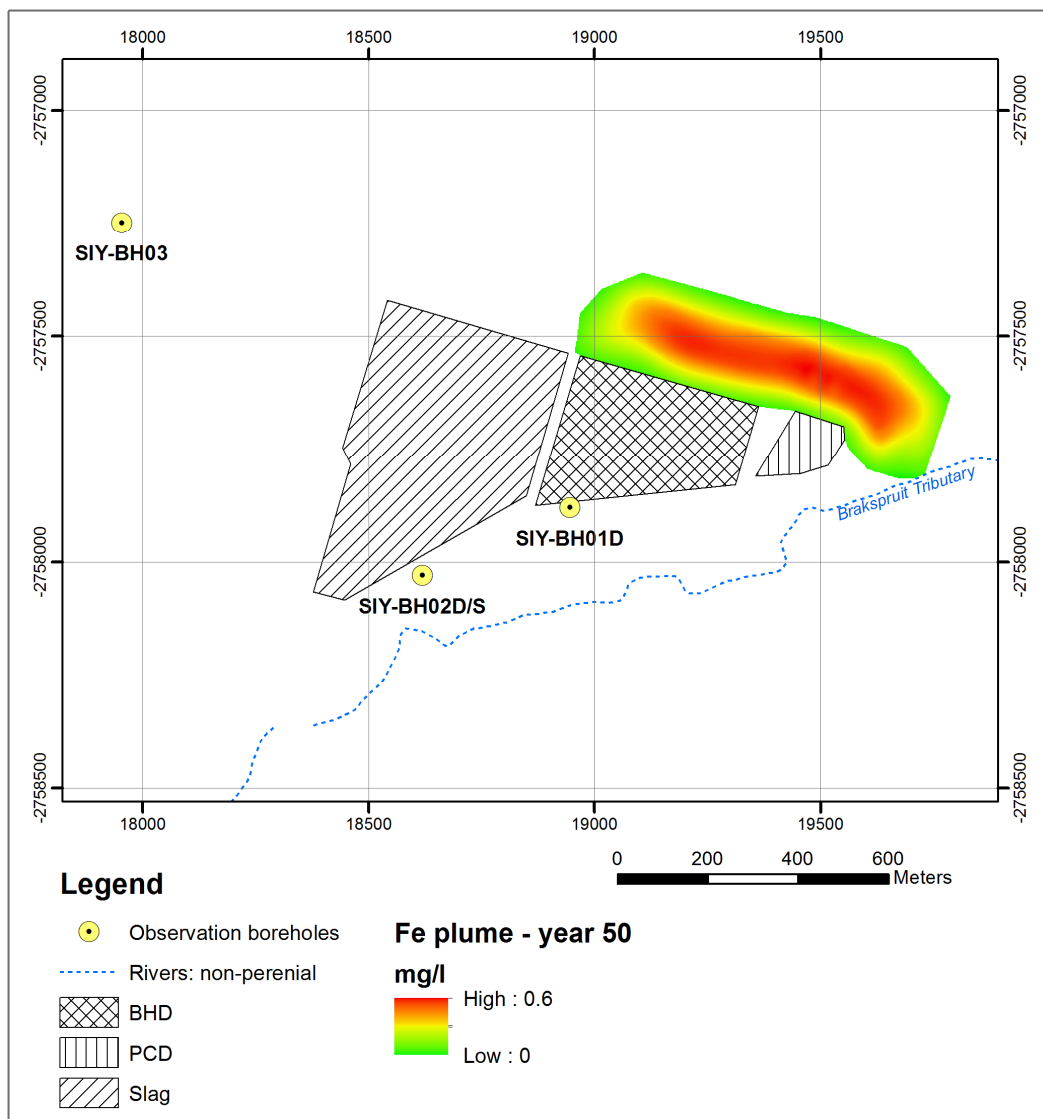 18000 18500 19000 19500
-2757000 -2757000
SIY-BH03
-2757500 -2757500
Brakspruit Tributary
SIY-BH01D
-2758000 -2758000
SIY-BH02D/S
-2758500 -2758500
18000 18500 19000 19500
0 200 400 600
Meters
Legend
Observation boreholes
Rivers: non-perenial
BHD
PCD
Slag
Fe plume - year 50
mg/l
High : 0.6
Low : 0